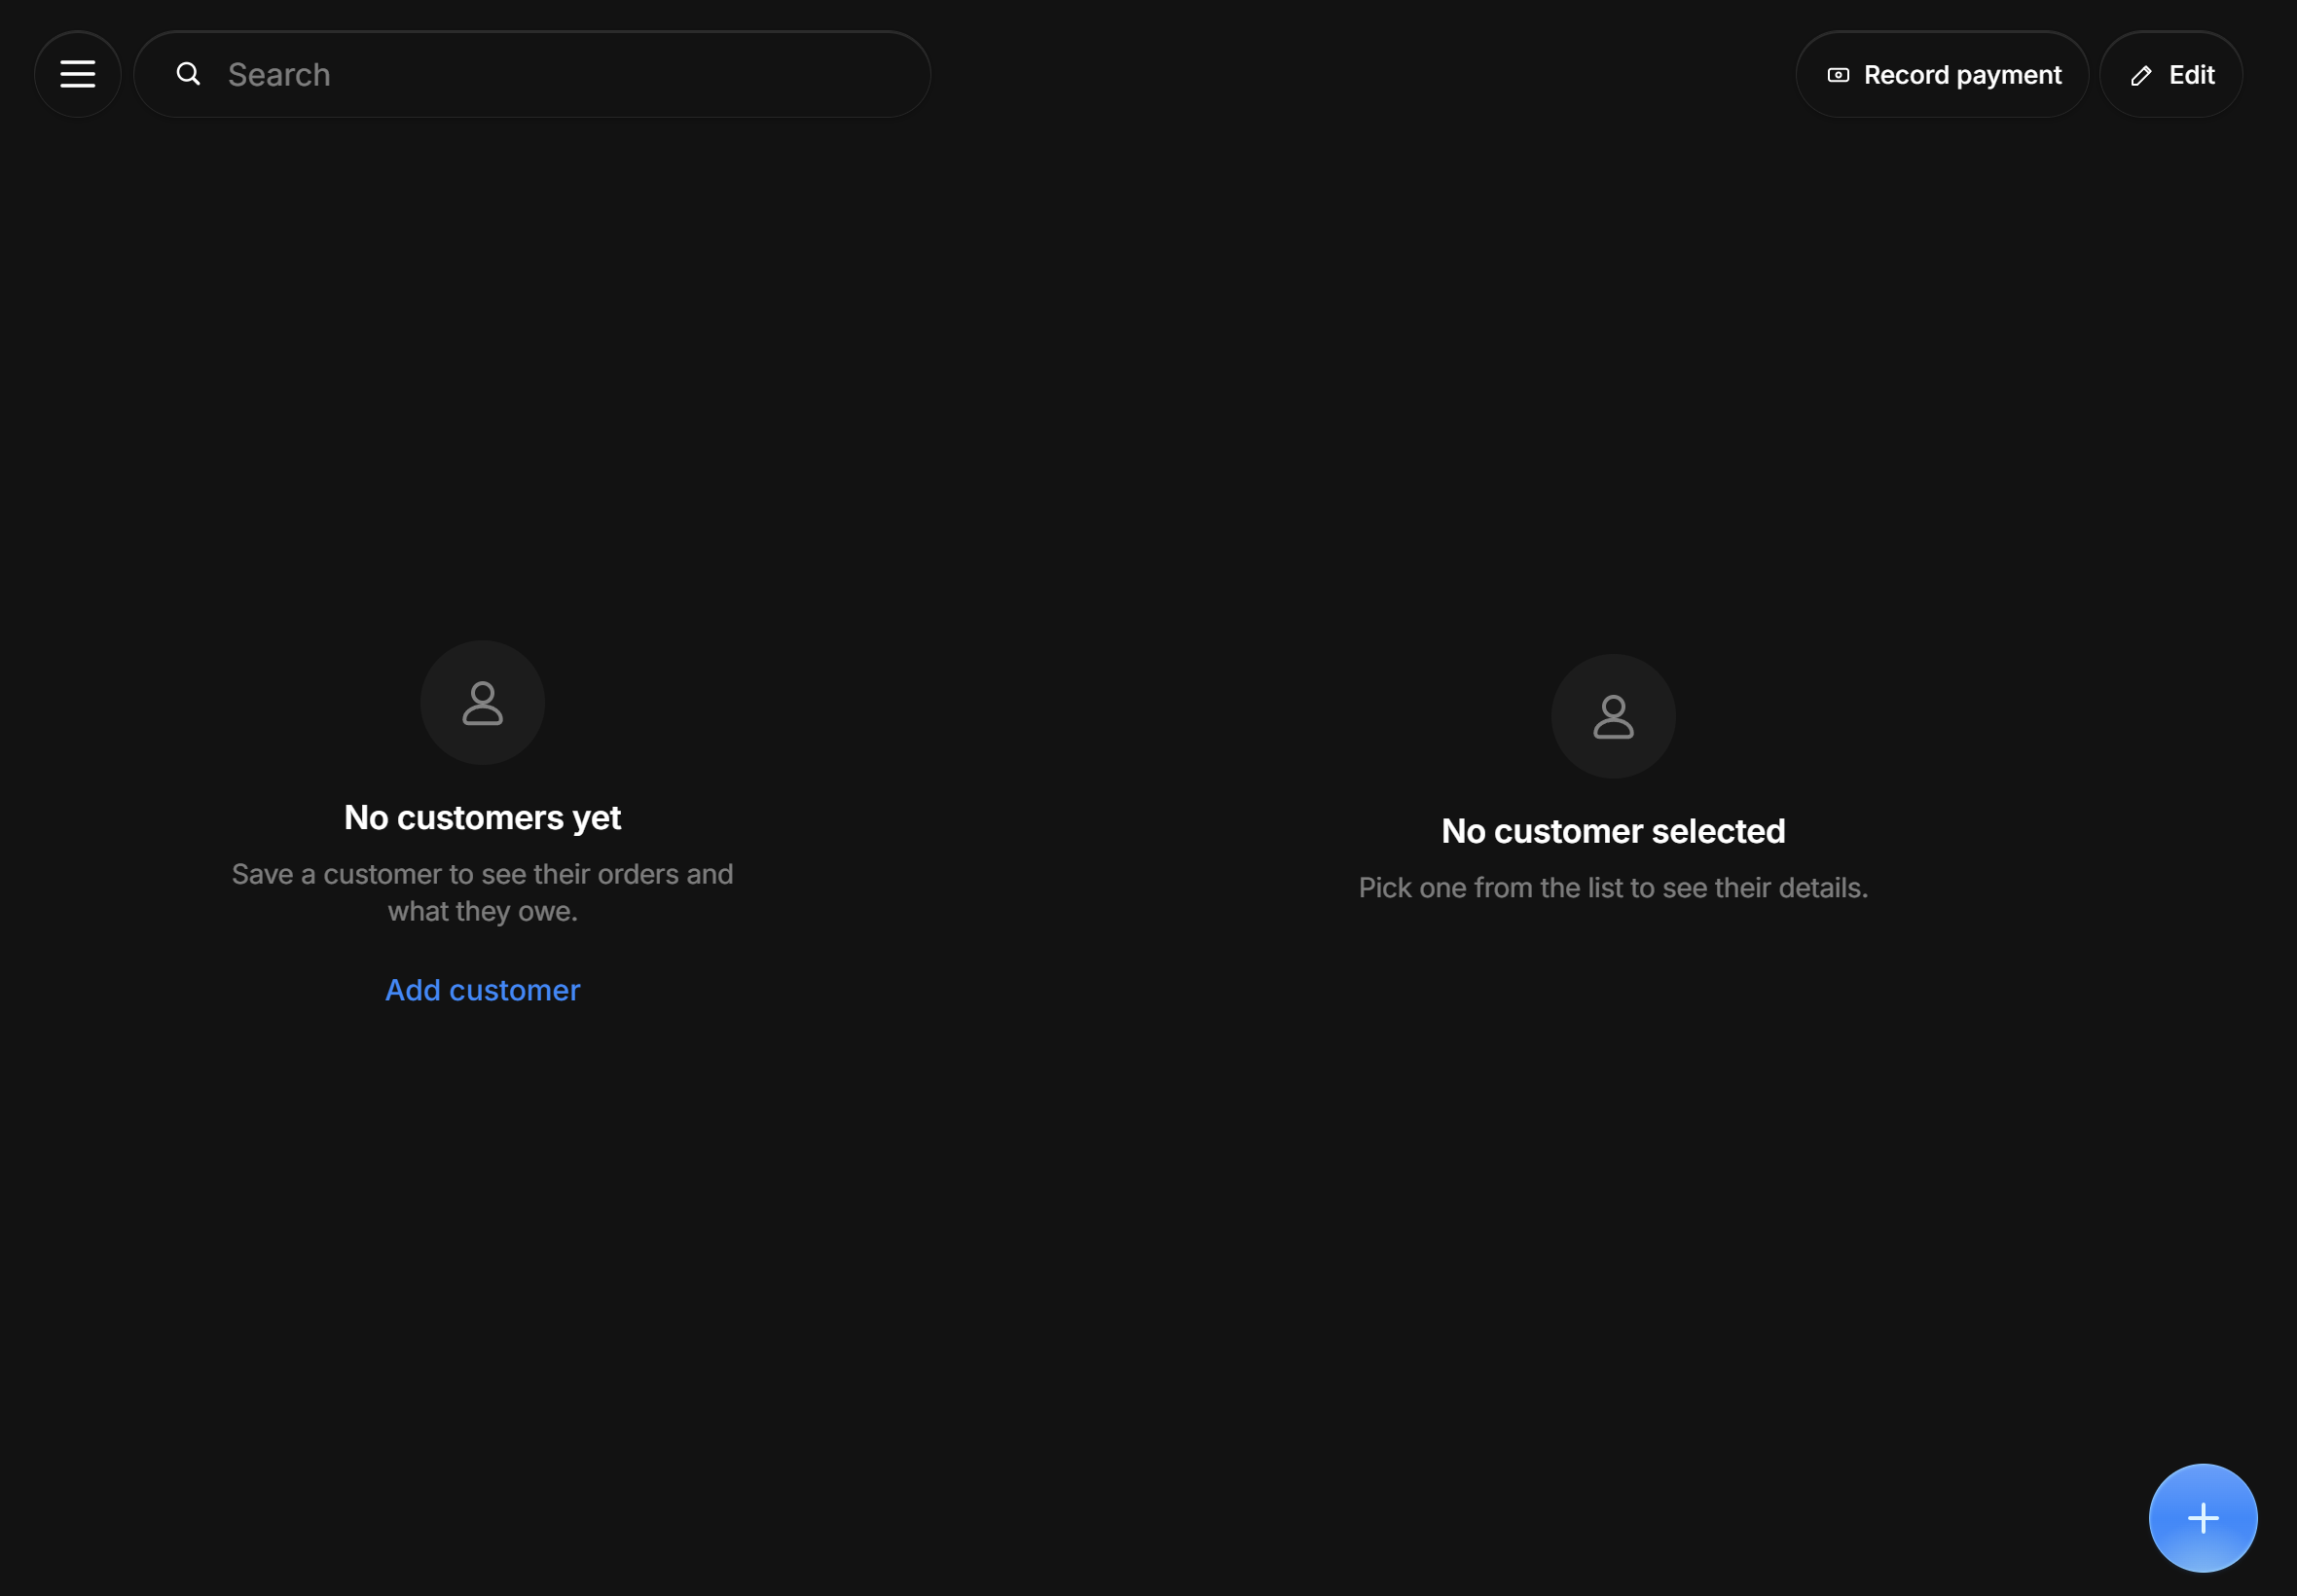 Search
Record payment
Edit
No customers yet
Save a customer to see their orders and
what they owe.
Add customer
No customer selected
Pick one from the list to see their details.